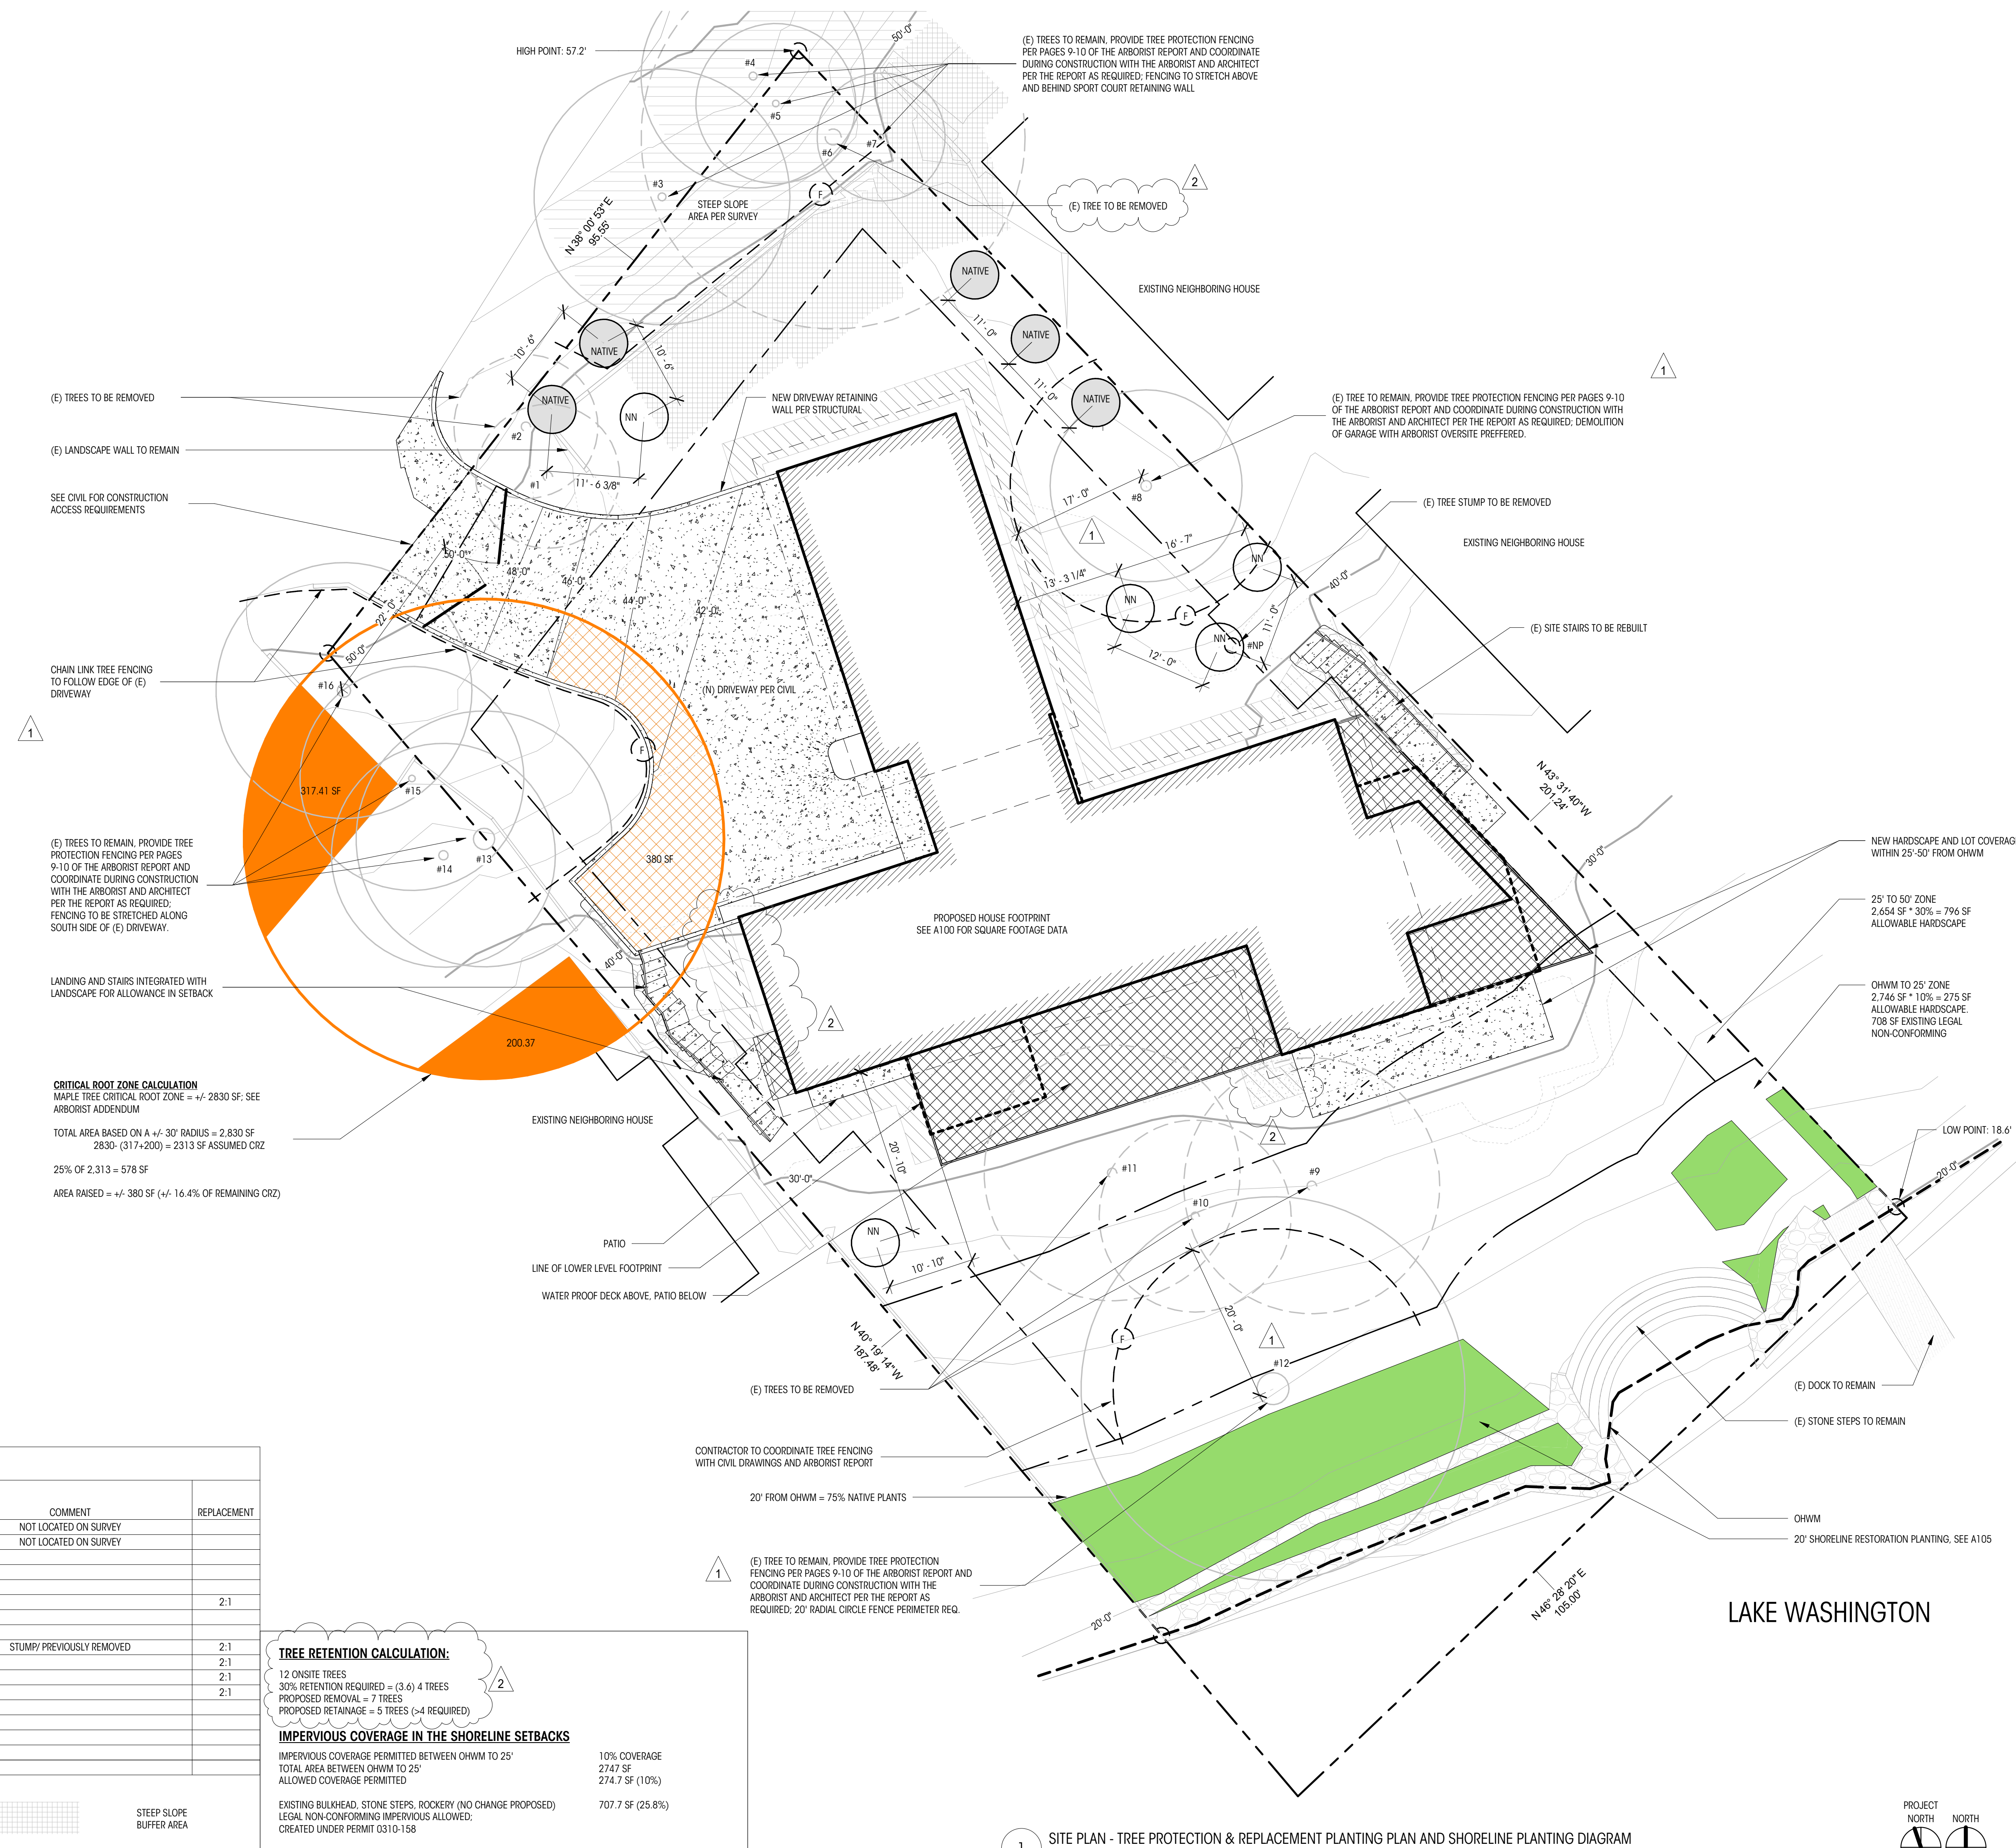 HIGH POINT: 57.2'
50'-0"
(E) TREES TO REMAIN, PROVIDE TREE PROTECTION FENCING
PER PAGES 9-10 OF THE ARBORIST REPORT AND COORDINATE
DURING CONSTRUCTION WITH THE ARBORIST AND ARCHITECT
PER THE REPORT AS REQUIRED; FENCING TO STRETCH ABOVE
AND BEHIND SPORT COURT RETAINING WALL
#4
#5
#6
#7
#3
STEEP SLOPE
AREA PER SURVEY
F
2
(E) TREE TO BE REMOVED
N 38° 00' 53" E
95.55'
NATIVE
EXISTING NEIGHBORING HOUSE
11' - 0"
NATIVE
10' - 6"
NATIVE
10' - 6"
1
11' - 0"
NATIVE
(E) TREES TO BE REMOVED
NATIVE
NN
NEW DRIVEWAY RETAINING
WALL PER STRUCTURAL
(E) TREE TO REMAIN, PROVIDE TREE PROTECTION FENCING PER PAGES 9-10
OF THE ARBORIST REPORT AND COORDINATE DURING CONSTRUCTION WITH
THE ARBORIST AND ARCHITECT PER THE REPORT AS REQUIRED; DEMOLITION
OF GARAGE WITH ARBORIST OVERSITE PREFFERED.
#2
(E) LANDSCAPE WALL TO REMAIN
#1
11' - 6 3/8"
17' - 0"
#8
SEE CIVIL FOR CONSTRUCTION
ACCESS REQUIREMENTS
(E) TREE STUMP TO BE REMOVED
1
16' - 7"
EXISTING NEIGHBORING HOUSE
50'-0"
48'-0"
46'-0"
44'-0"
42'-0"
13' - 3 1/4"
NN
40'-0"
NN
F
11' - 0"
22' - 0"
NN
#NP
12' - 0"
(E) SITE STAIRS TO BE REBUILT
50'-0"
CHAIN LINK TREE FENCING
TO FOLLOW EDGE OF (E)
DRIVEWAY
#16
(N) DRIVEWAY PER CIVIL
1
F
317.41 SF
#15
N 43° 31' 40" W
201.24'
(E) TREES TO REMAIN, PROVIDE TREE
PROTECTION FENCING PER PAGES
9-10 OF THE ARBORIST REPORT AND
COORDINATE DURING CONSTRUCTION
WITH THE ARBORIST AND ARCHITECT
PER THE REPORT AS REQUIRED;
FENCING TO BE STRETCHED ALONG
SOUTH SIDE OF (E) DRIVEWAY.
#13
#14
380 SF
30'-0"
NEW HARDSCAPE AND LOT COVERAG
WITHIN 25'-50' FROM OHWM
PROPOSED HOUSE FOOTPRINT
SEE A100 FOR SQUARE FOOTAGE DATA
25' TO 50' ZONE
2,654 SF * 30% = 796 SF
ALLOWABLE HARDSCAPE
40'-0"
LANDING AND STAIRS INTEGRATED WITH
LANDSCAPE FOR ALLOWANCE IN SETBACK
2
200.37
OHWM TO 25' ZONE
2,746 SF * 10% = 275 SF
ALLOWABLE HARDSCAPE.
708 SF EXISTING LEGAL
NON-CONFORMING
CRITICAL ROOT ZONE CALCULATION
MAPLE TREE CRITICAL ROOT ZONE = +/- 2830 SF; SEE
ARBORIST ADDENDUM
TOTAL AREA BASED ON A +/- 30' RADIUS = 2,830 SF
2830- (317+200) = 2313 SF ASSUMED CRZ
25% OF 2,313 = 578 SF
AREA RAISED = +/- 380 SF (+/- 16.4% OF REMAINING CRZ)
EXISTING NEIGHBORING HOUSE
2
LOW POINT: 18.6'
20' - 10"
30'-0"
#11
#9
20'-0"
#10
NN
PATIO
LINE OF LOWER LEVEL FOOTPRINT
10' - 10"
WATER PROOF DECK ABOVE, PATIO BELOW
20' - 0"
F
1
N 40° 19' 14" W
187.48'
#12
(E) TREES TO BE REMOVED
(E) DOCK TO REMAIN
(E) STONE STEPS TO REMAIN
CONTRACTOR TO COORDINATE TREE FENCING
WITH CIVIL DRAWINGS AND ARBORIST REPORT
20' FROM OHWM = 75% NATIVE PLANTS
OHWM
20' SHORELINE RESTORATION PLANTING, SEE A105
1
(E) TREE TO REMAIN, PROVIDE TREE PROTECTION
FENCING PER PAGES 9-10 OF THE ARBORIST REPORT AND
COORDINATE DURING CONSTRUCTION WITH THE
ARBORIST AND ARCHITECT PER THE REPORT AS
REQUIRED; 20' RADIAL CIRCLE FENCE PERIMETER REQ.
20'-0"
N 46° 28' 20" E
105.00'
LAKE WASHINGTON
COMMENT REPLACEMENT
NOT LOCATED ON SURVEY
NOT LOCATED ON SURVEY
2:1
STUMP/ PREVIOUSLY REMOVED 2:1
2:1
2:1
2:1
STEEP SLOPE
BUFFER AREA
TREE RETENTION CALCULATION:
12 ONSITE TREES
30% RETENTION REQUIRED = (3.6) 4 TREES
PROPOSED REMOVAL = 7 TREES
PROPOSED RETAINAGE = 5 TREES (>4 REQUIRED)
2
IMPERVIOUS COVERAGE IN THE SHORELINE SETBACKS
IMPERVIOUS COVERAGE PERMITTED BETWEEN OHWM TO 25' 10% COVERAGE
TOTAL AREA BETWEEN OHWM TO 25' 2747 SF
ALLOWED COVERAGE PERMITTED 274.7 SF (10%)
EXISTING BULKHEAD, STONE STEPS, ROCKERY (NO CHANGE PROPOSED) 707.7 SF (25.8%)
LEGAL NON-CONFORMING IMPERVIOUS ALLOWED;
CREATED UNDER PERMIT 0310-158
1 SITE PLAN - TREE PROTECTION & REPLACEMENT PLANTING PLAN AND SHORELINE PLANTING DIAGRAM
PROJECT
NORTH NORTH